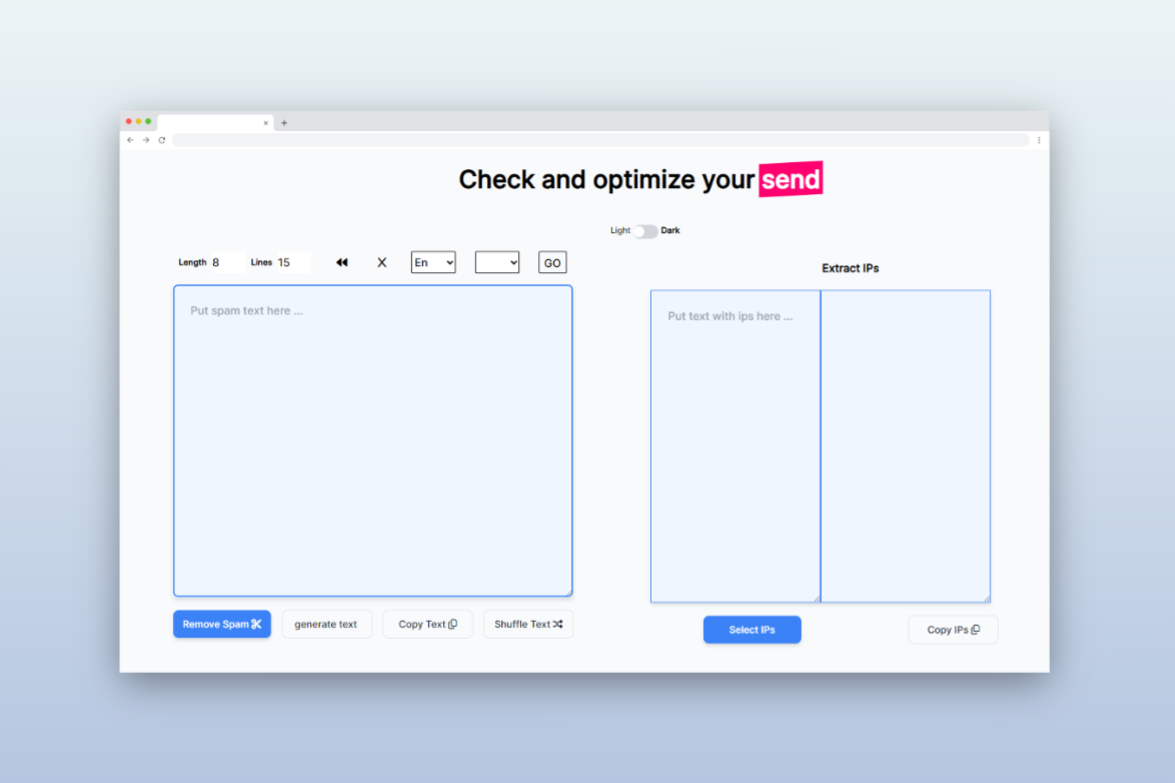 Check and optimize your send
Light Dark
Length 8 Lines 15 X En GO
Extract IPs
Put spam text here ...
Put text with ips here ...
Remove Spam generate text Copy Text Shuffle Text
Select IPs Copy IPs